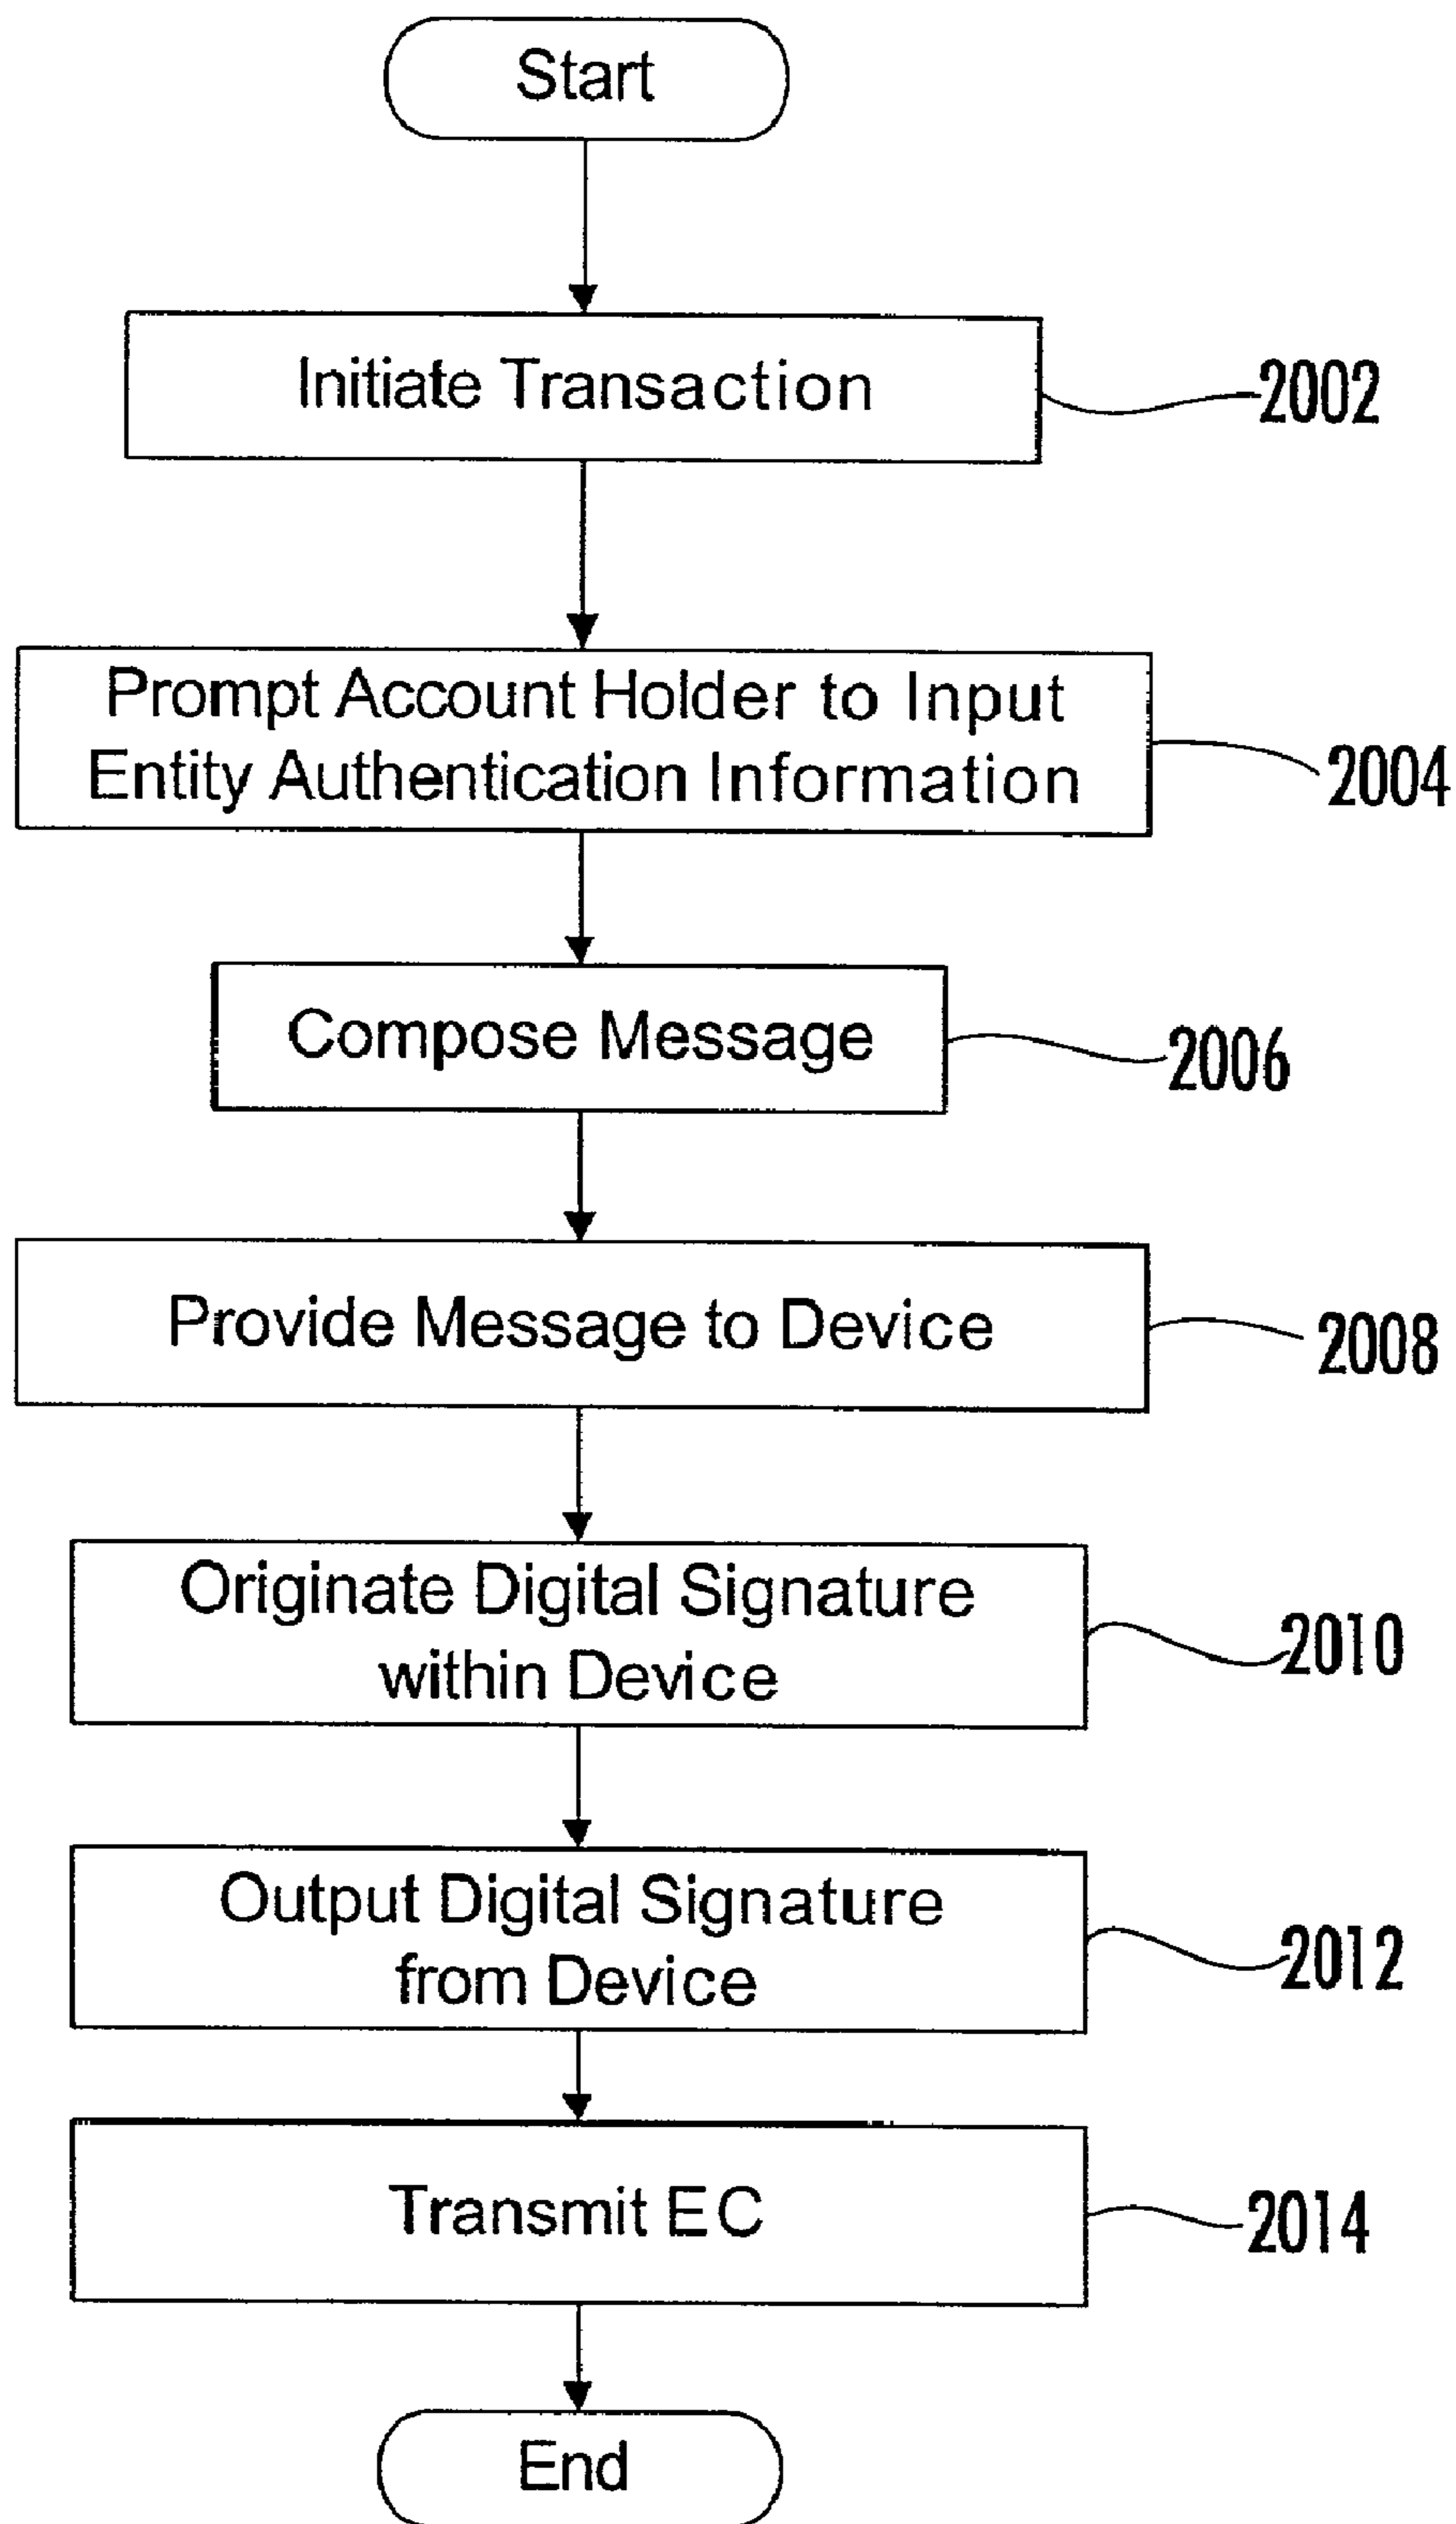 Start
Initiate Transaction
2002
Prompt Account Holder to Input
Entity Authentication Information
2004
Compose Message
2006
Provide Message to Device
2008
Originate Digital Signature
within Device
2010
Output Digital Signature
from Device
2012
Transmit EC
2014
End